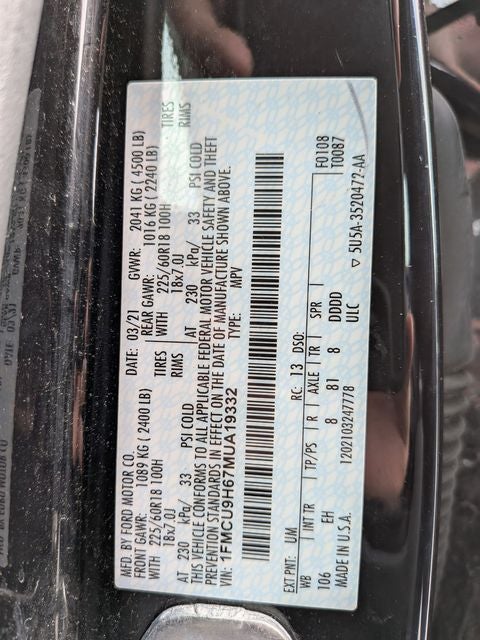 MFD. BY FORD MOTOR CO.
DATE: 03/21 GVWR: 2041 KG ( 4500 LB)
FRONT GAWR: 1089 KG ( 2400 LB) REAR GAWR: 1016 KG ( 2240 LB)
WITH 225/60R18 100H TIRES WITH 225/60R18 100H TIRES
18x7.0J RIMS 18x7.0J RIMS
AT 230 kPa/ 33 PSI COLD AT 230 kPa/ 33 PSI COLD
THIS VEHICLE CONFORMS TO ALL APPLICABLE FEDERAL MOTOR VEHICLE SAFETY AND THEFT
PREVENTION STANDARDS IN EFFECT ON THE DATE OF MANUFACTURE SHOWN ABOVE.
VIN: 1FMCU9H67MUA19332 TYPE: MPV
F0108
T0087
EXT PNT: UM RC: 13 DSO:
WB INT TR TP/PS R AXLE TR SPR
106 EH 8 81 8 DDDD
MADE IN U.S.A. 1202103247778 ULC
▽ 5U5A-3520472-AA